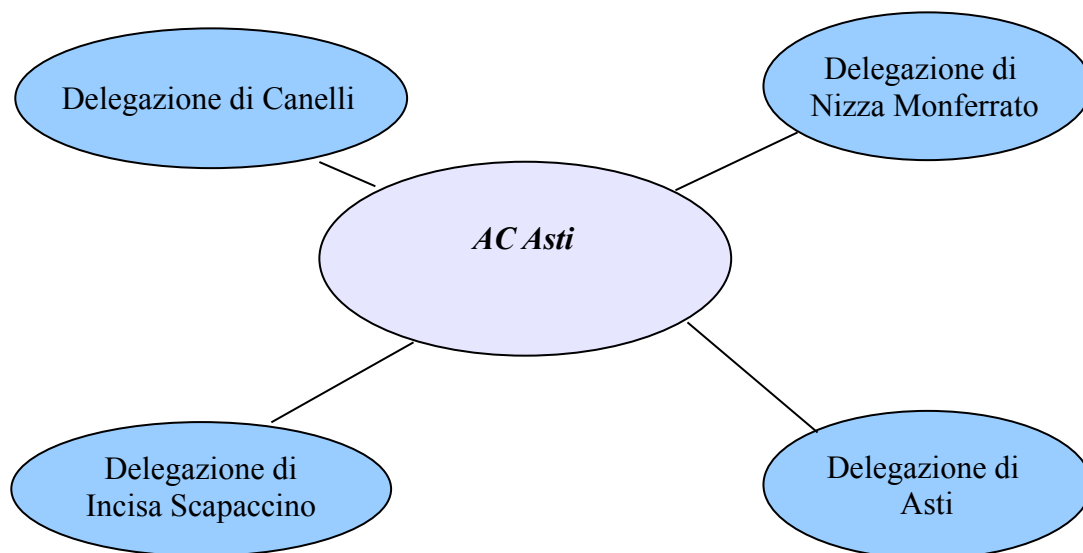 Delegazione di Canelli
Delegazione di
Nizza Monferrato
AC Asti
Delegazione di
Incisa Scapaccino
Delegazione di
Asti